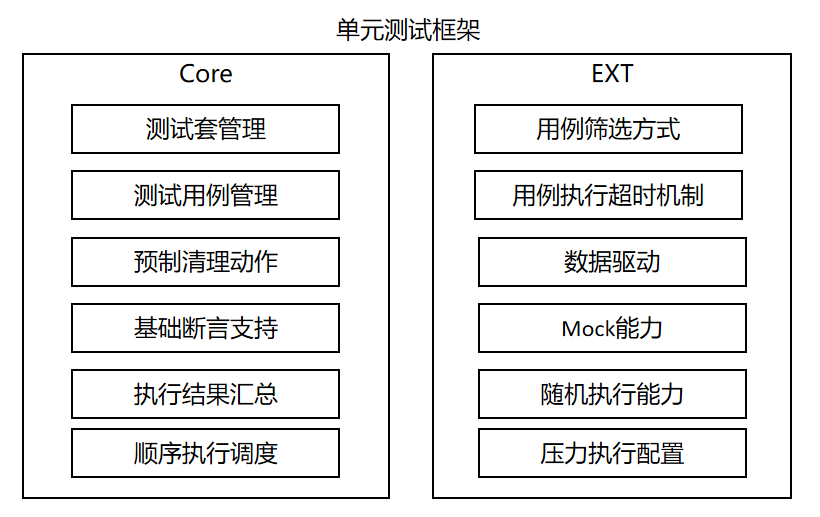 单元测试框架
Core
测试套管理
测试用例管理
预制清理动作
基础断言支持
执行结果汇总
顺序执行调度
EXT
用例筛选方式
用例执行超时机制
数据驱动
Mock能力
随机执行能力
压力执行配置